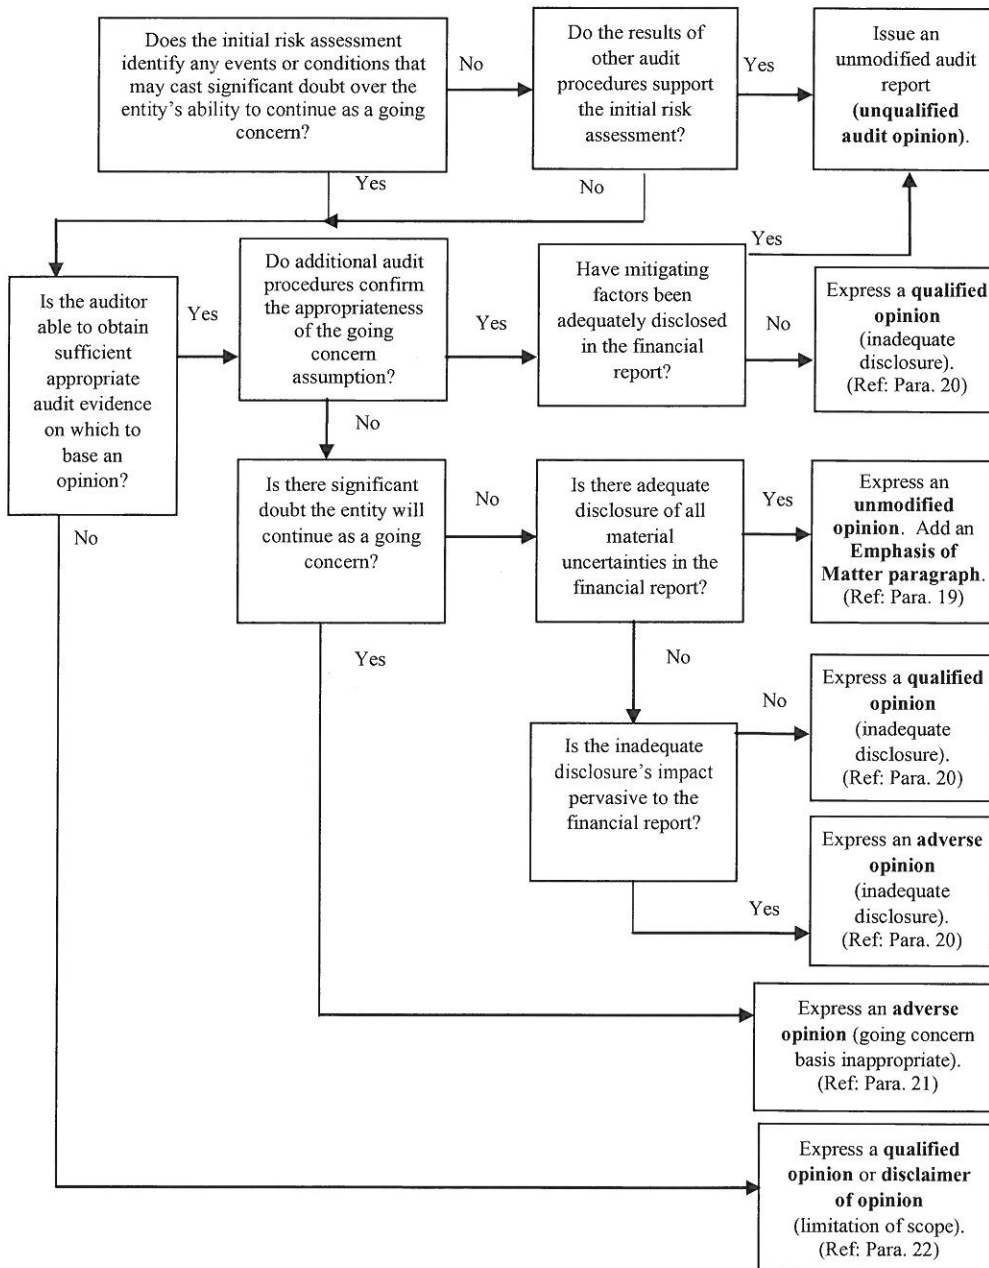 Does the initial risk assessment
identify any events or conditions that
may cast significant doubt over the
entity's ability to continue as a going
concern?
No
Do the results of
other audit
procedures support
the initial risk
assessment?
Yes
Issue an
unmodified audit
report
(unqualified
audit opinion).
Yes
No
Is the auditor
able to obtain
sufficient
appropriate
audit evidence
on which to
base an
opinion?
Yes
Do additional audit
procedures confirm
the appropriateness
of the going
concern
assumption?
Yes
Have mitigating
factors been
adequately disclosed
in the financial
report?
Yes
No
Express a qualified
opinion
(inadequate
disclosure).
(Ref: Para. 20)
No
No
Is there significant
doubt the entity will
continue as a going
concern?
No
Is there adequate
disclosure of all
material
uncertainties in the
financial report?
Yes
Express an
unmodified
opinion. Add an
Emphasis of
Matter paragraph.
(Ref: Para. 19)
Yes
No
Is the inadequate
disclosure's impact
pervasive to the
financial report?
No
Express a qualified
opinion
(inadequate
disclosure).
(Ref: Para. 20)
Yes
Express an adverse
opinion
(inadequate
disclosure).
(Ref: Para. 20)
Express an adverse
opinion (going concern
basis inappropriate).
(Ref: Para. 21)
Express a qualified
opinion or disclaimer
of opinion
(limitation of scope).
(Ref: Para. 22)